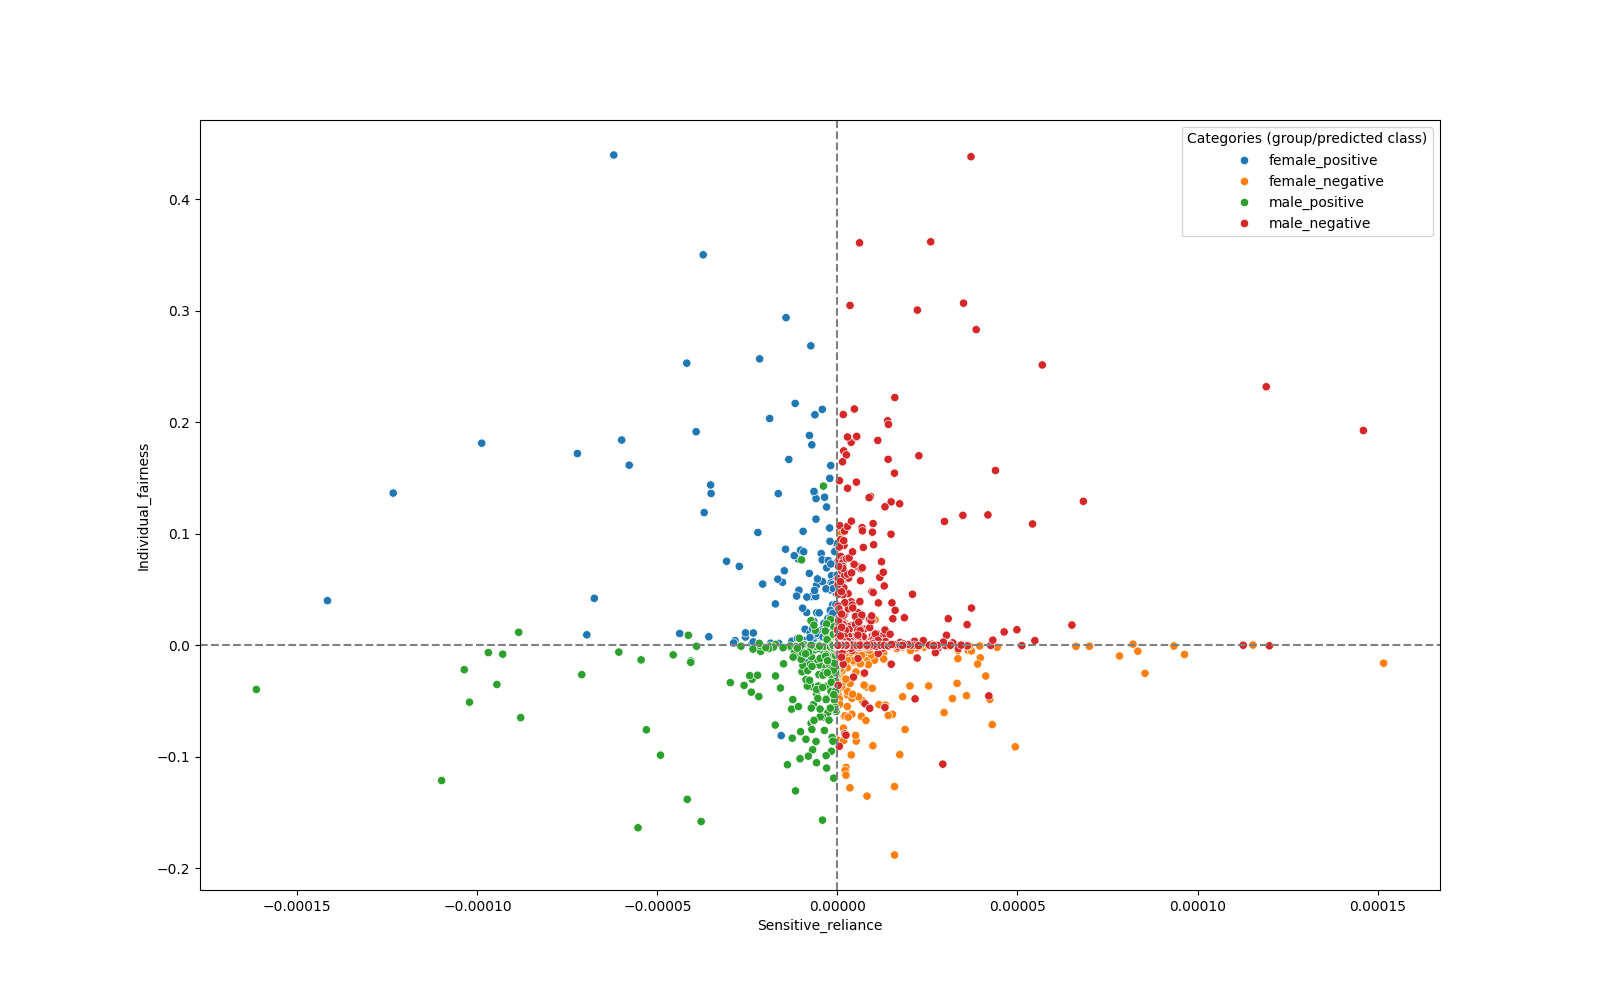 Categories (group/predicted class)
female_positive
female_negative
male_positive
male_negative
Individual_fairness
0.4
0.3
0.2
0.1
0.0
−0.1
−0.2
−0.00015
−0.00010
−0.00005
0.00000
0.00005
0.00010
0.00015
Sensitive_reliance